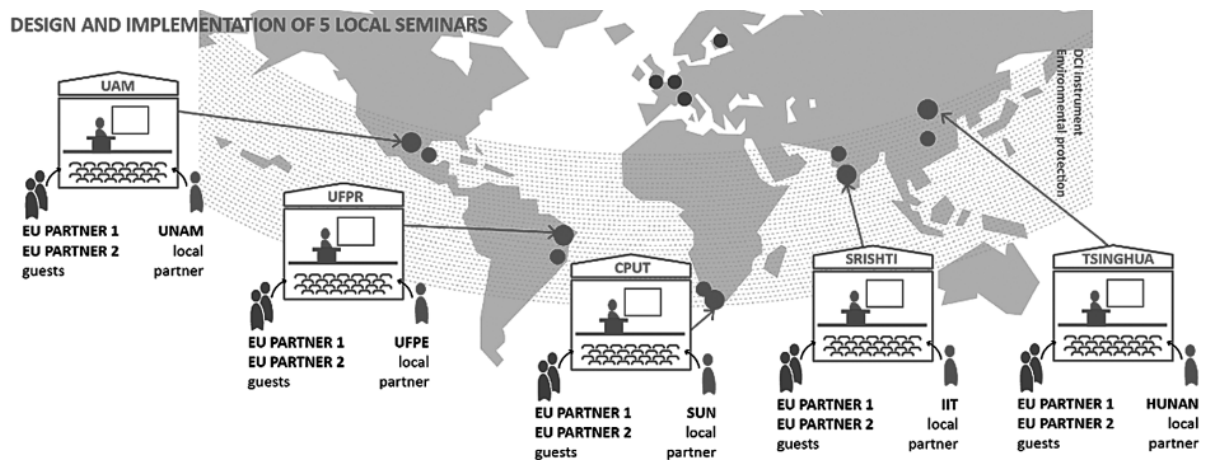 DESIGN AND IMPLEMENTATION OF 5 LOCAL SEMINARS
DCI instrument
Environmental protection
UAM
EU PARTNER 1
EU PARTNER 2
guests
UNAM
local
partner
UFPR
EU PARTNER 1
EU PARTNER 2
guests
UFPE
local
partner
CPUT
EU PARTNER 1
EU PARTNER 2
guests
SUN
local
partner
SRISHTI
EU PARTNER 1
EU PARTNER 2
guests
IIT
local
partner
TSINGHUA
EU PARTNER 1
EU PARTNER 2
guests
HUNAN
local
partner